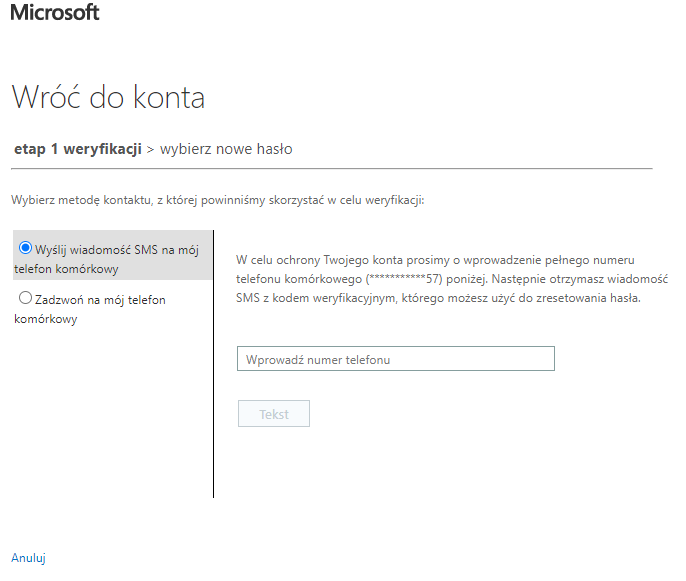 Microsoft
Wróć do konta
etap 1 weryfikacji > wybierz nowe hasło
Wybierz metodę kontaktu, z której powinniśmy skorzystać w celu weryfikacji:
Wyślij wiadomość SMS na mój
telefon komórkowy
Zadzwoń na mój telefon
komórkowy
W celu ochrony Twojego konta prosimy o wprowadzenie pełnego numeru
telefonu komórkowego (***********57) poniżej. Następnie otrzymasz wiadomość
SMS z kodem weryfikacyjnym, którego możesz użyć do zresetowania hasła.
Wprowadź numer telefonu
Tekst
Anuluj